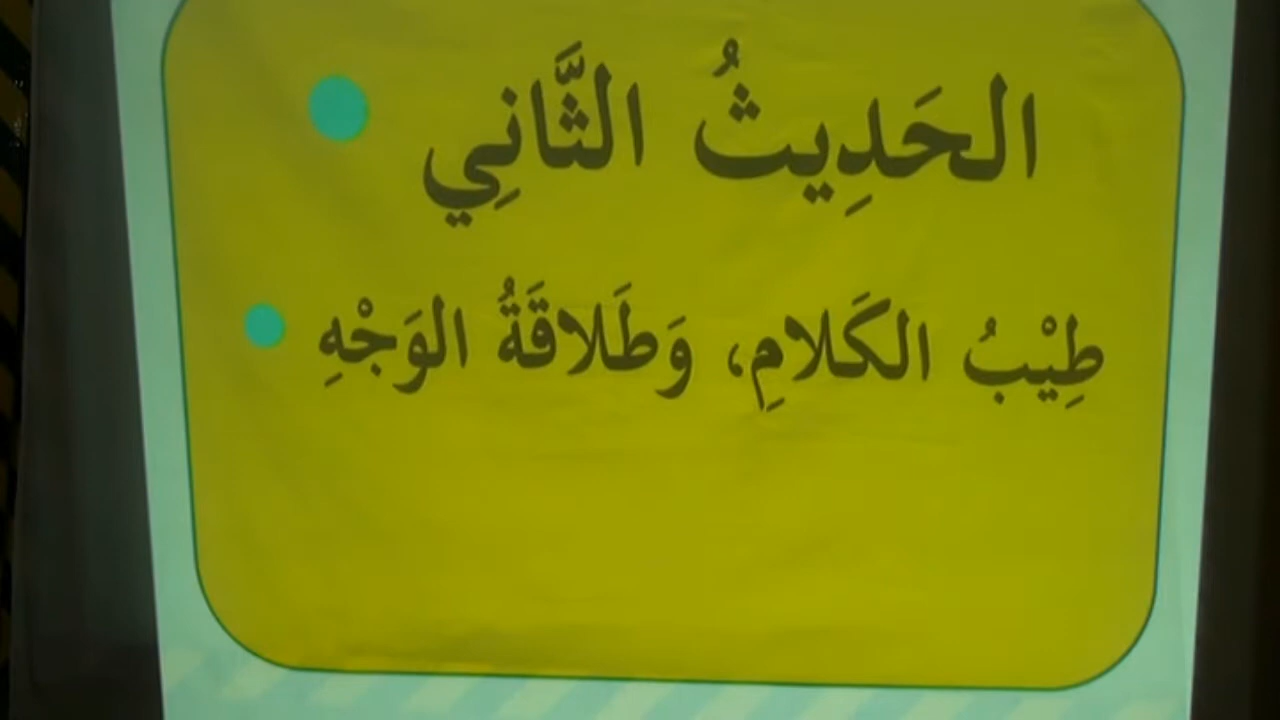 الحَدِيثُ الثَّانِي
طِيْبُ الكَلامِ، وَطَلاقَةُ الوَجْهِ